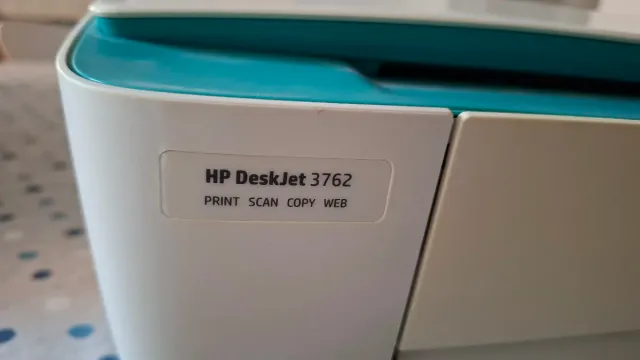 HP DeskJet 3762
PRINT SCAN COPY WEB